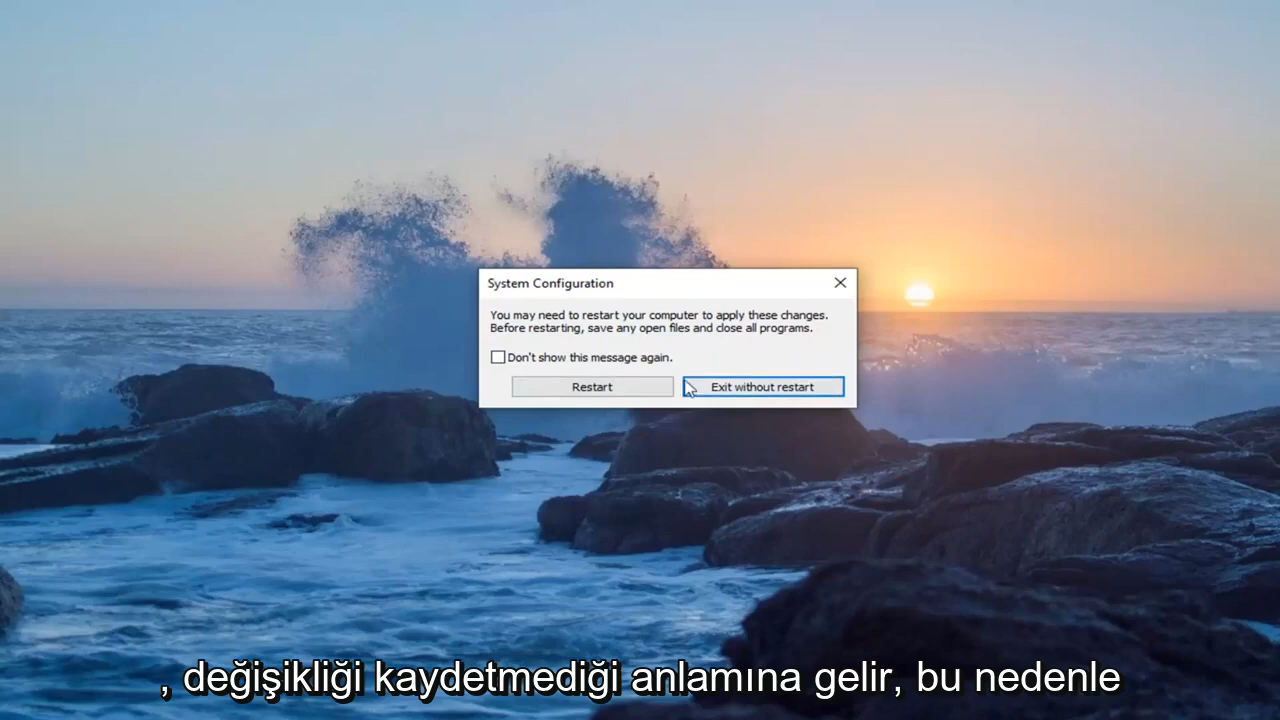 System Configuration
You may need to restart your computer to apply these changes.
Before restarting, save any open files and close all programs.
Don't show this message again.
Restart
Exit without restart
, değişikliği kaydetmediği anlamına gelir, bu nedenle